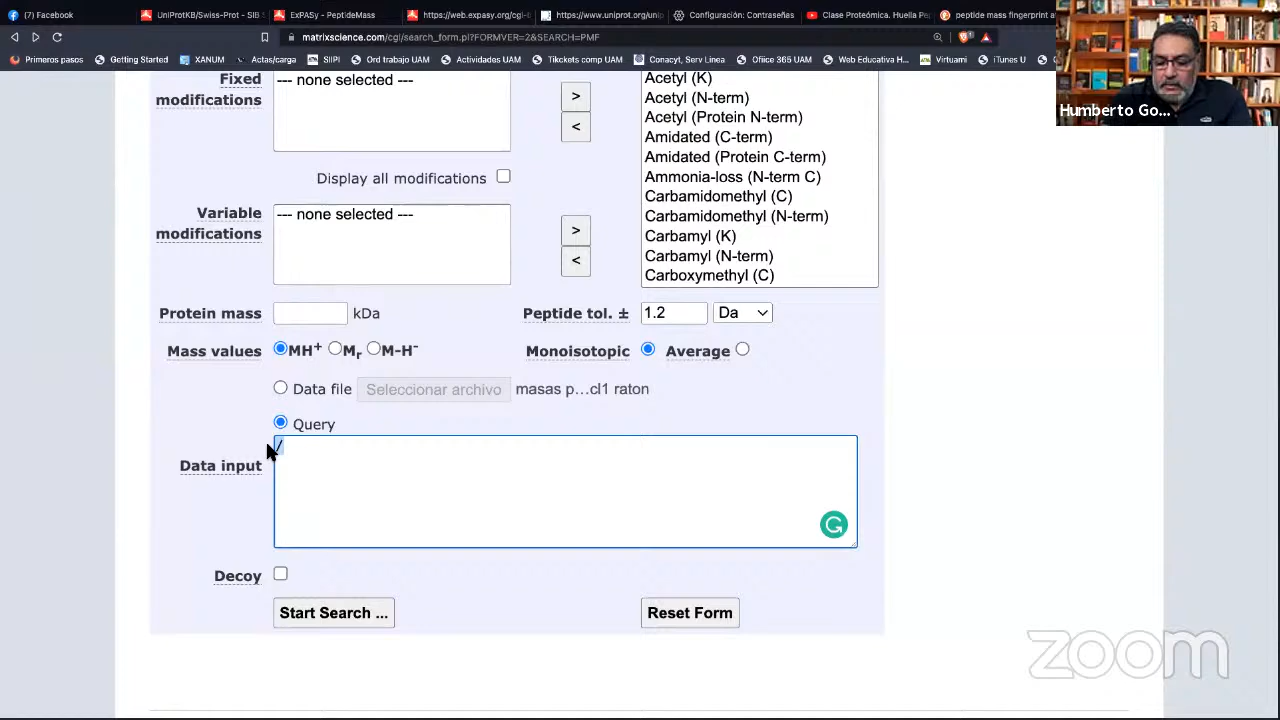 (7) Facebook
UniProtKB/Swiss-Prot - SIB S
ExPASy - PeptideMass
https://web.expasy.org/cgi-b
https://www.uniprot.org/unip
Configuración: Contraseñas
Clase Proteómica. Huella Pe
peptide mass fingerprint a
matrixscience.com/cgi/search_form.pl?FORMVER=2&SEARCH=PMF
Primeros pasos
Getting Started
XANUM
Actas/carga
SIIPI
Ord trabajo UAM
Actividades UAM
Tikckets comp UAM
Conacyt, Serv Linea
Ofiice 365 UAM
Web Educativa H...
Virtuami
iTunes U
Humberto Go...
Fixed modifications
--- none selected ---
>
<
Display all modifications
Variable modifications
--- none selected ---
>
<
Acetyl (K)
Acetyl (N-term)
Acetyl (Protein N-term)
Amidated (C-term)
Amidated (Protein C-term)
Ammonia-loss (N-term C)
Carbamidomethyl (C)
Carbamidomethyl (N-term)
Carbamyl (K)
Carbamyl (N-term)
Carboxymethyl (C)
Protein mass kDa
Peptide tol. ± 1.2 Da
Mass values MH+ Mr M-H-
Monoisotopic Average
Data file Seleccionar archivo masas p…cl1 raton
Query
Data input
/
Decoy
Start Search ...
Reset Form
zoom